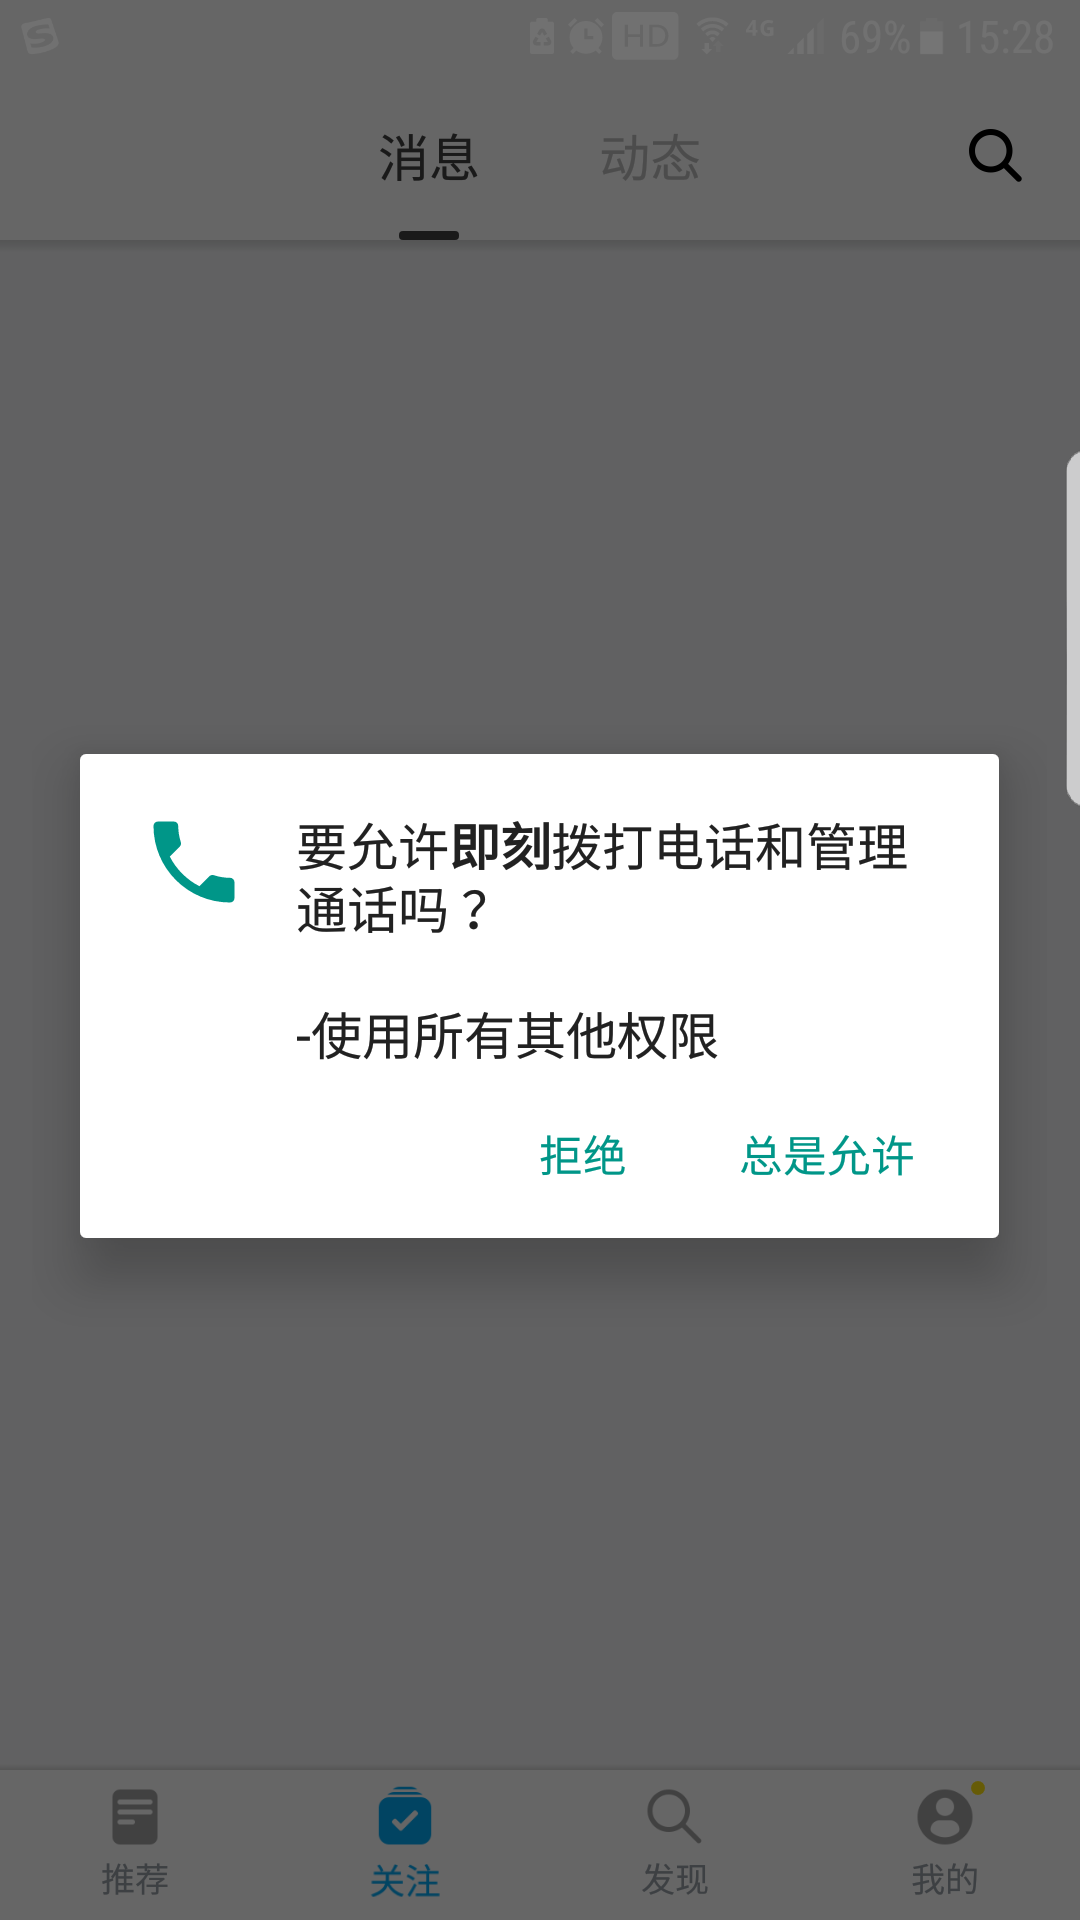 HD 4G 69% 15:28
消息 动态
要允许即刻拨打电话和管理
通话吗？
-使用所有其他权限
拒绝 总是允许
推荐 关注 发现 我的